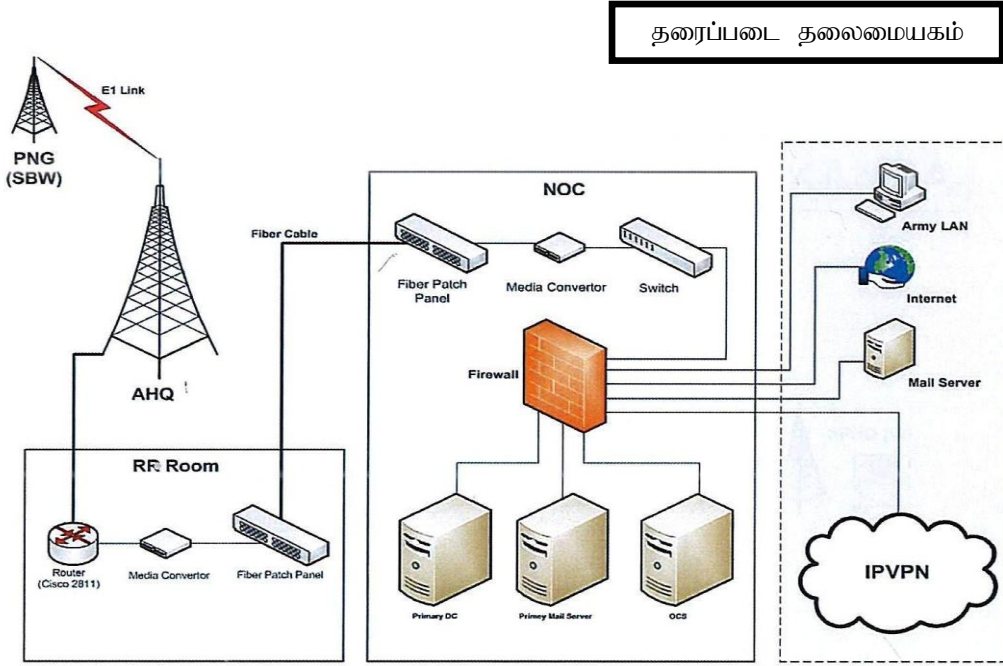 தரைப்படை தலைமையகம்
E1 Link
PNG
(SBW)
AHQ
Fiber Cable
NOC
Fiber Patch
Panel
Media Convertor
Switch
Firewall
Army LAN
Internet
Mail Server
IPVPN
RR Room
Router
(Cisco 2811)
Media Convertor
Fiber Patch Panel
Primary DC
Primey Mail Server
OCS